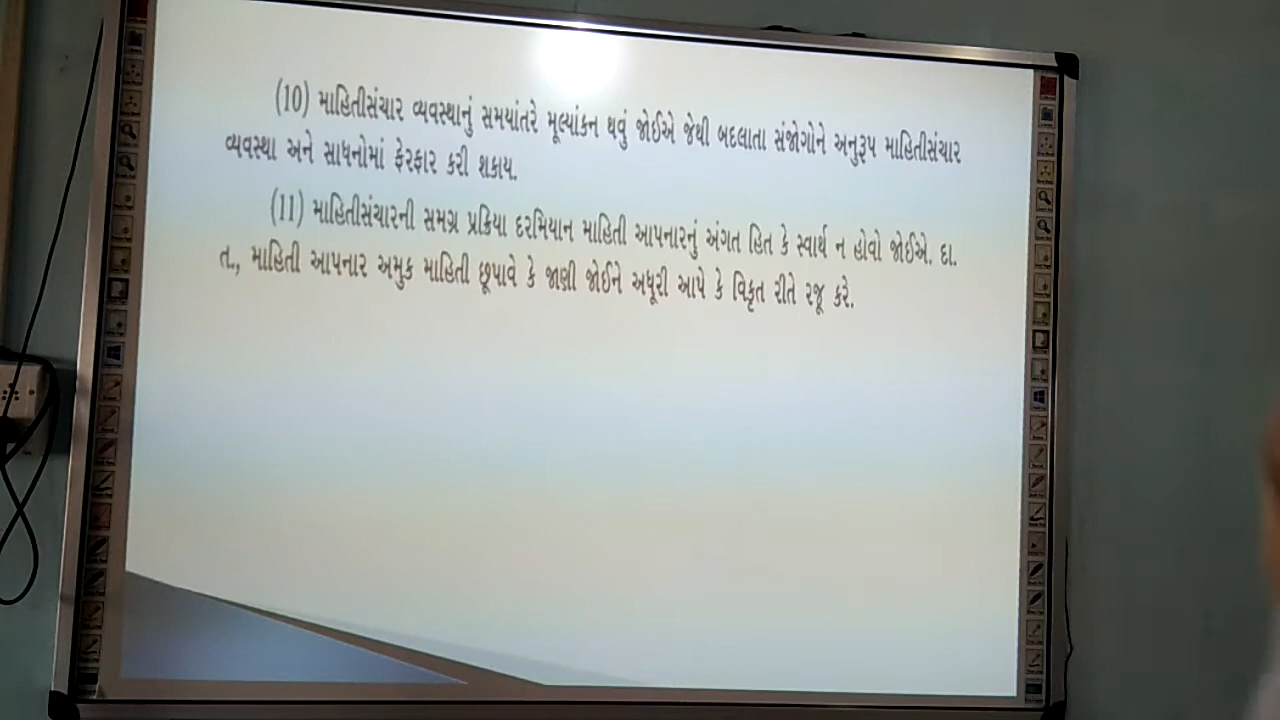 (10) માહિતીસંચાર વ્યવસ્થાનું સમયાંતરે મૂલ્યાંકન થવું જોઈએ જેથી બદલાતા સંજોગોને અનુરૂપ માહિતીસંચાર
વ્યવસ્થા અને સાધનોમાં ફેરફાર કરી શકાય.
(11) માહિતીસંચારની સમગ્ર પ્રક્રિયા દરમિયાન માહિતી આપનારનું અંગત હિત કે સ્વાર્થ ન હોવો જોઈએ. દા.
ત., માહિતી આપનાર અમુક માહિતી છૂપાવે કે જાણી જોઈને અધૂરી આપે કે વિકૃત રીતે રજૂ કરે.